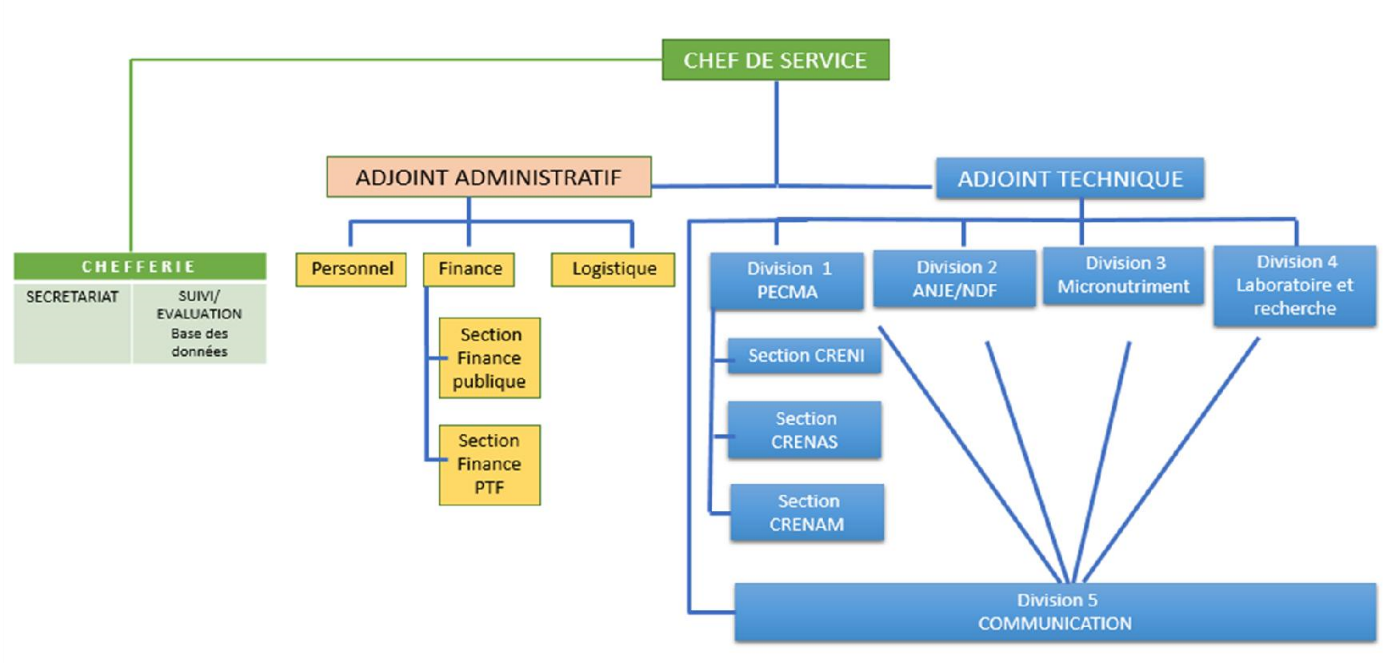 CHEF DE SERVICE
ADJOINT ADMINISTRATIF
ADJOINT TECHNIQUE
CHEFFERIE
SECRETARIAT
SUIVI/
EVALUATION
Base des
données
Personnel
Finance
Logistique
Section
Finance
publique
Section
Finance
PTF
Division 1
PECMA
Division 2
ANJE/NDF
Division 3
Micronutriment
Division 4
Laboratoire et
recherche
Section CRENI
Section
CRENAS
Section
CRENAM
Division 5
COMMUNICATION